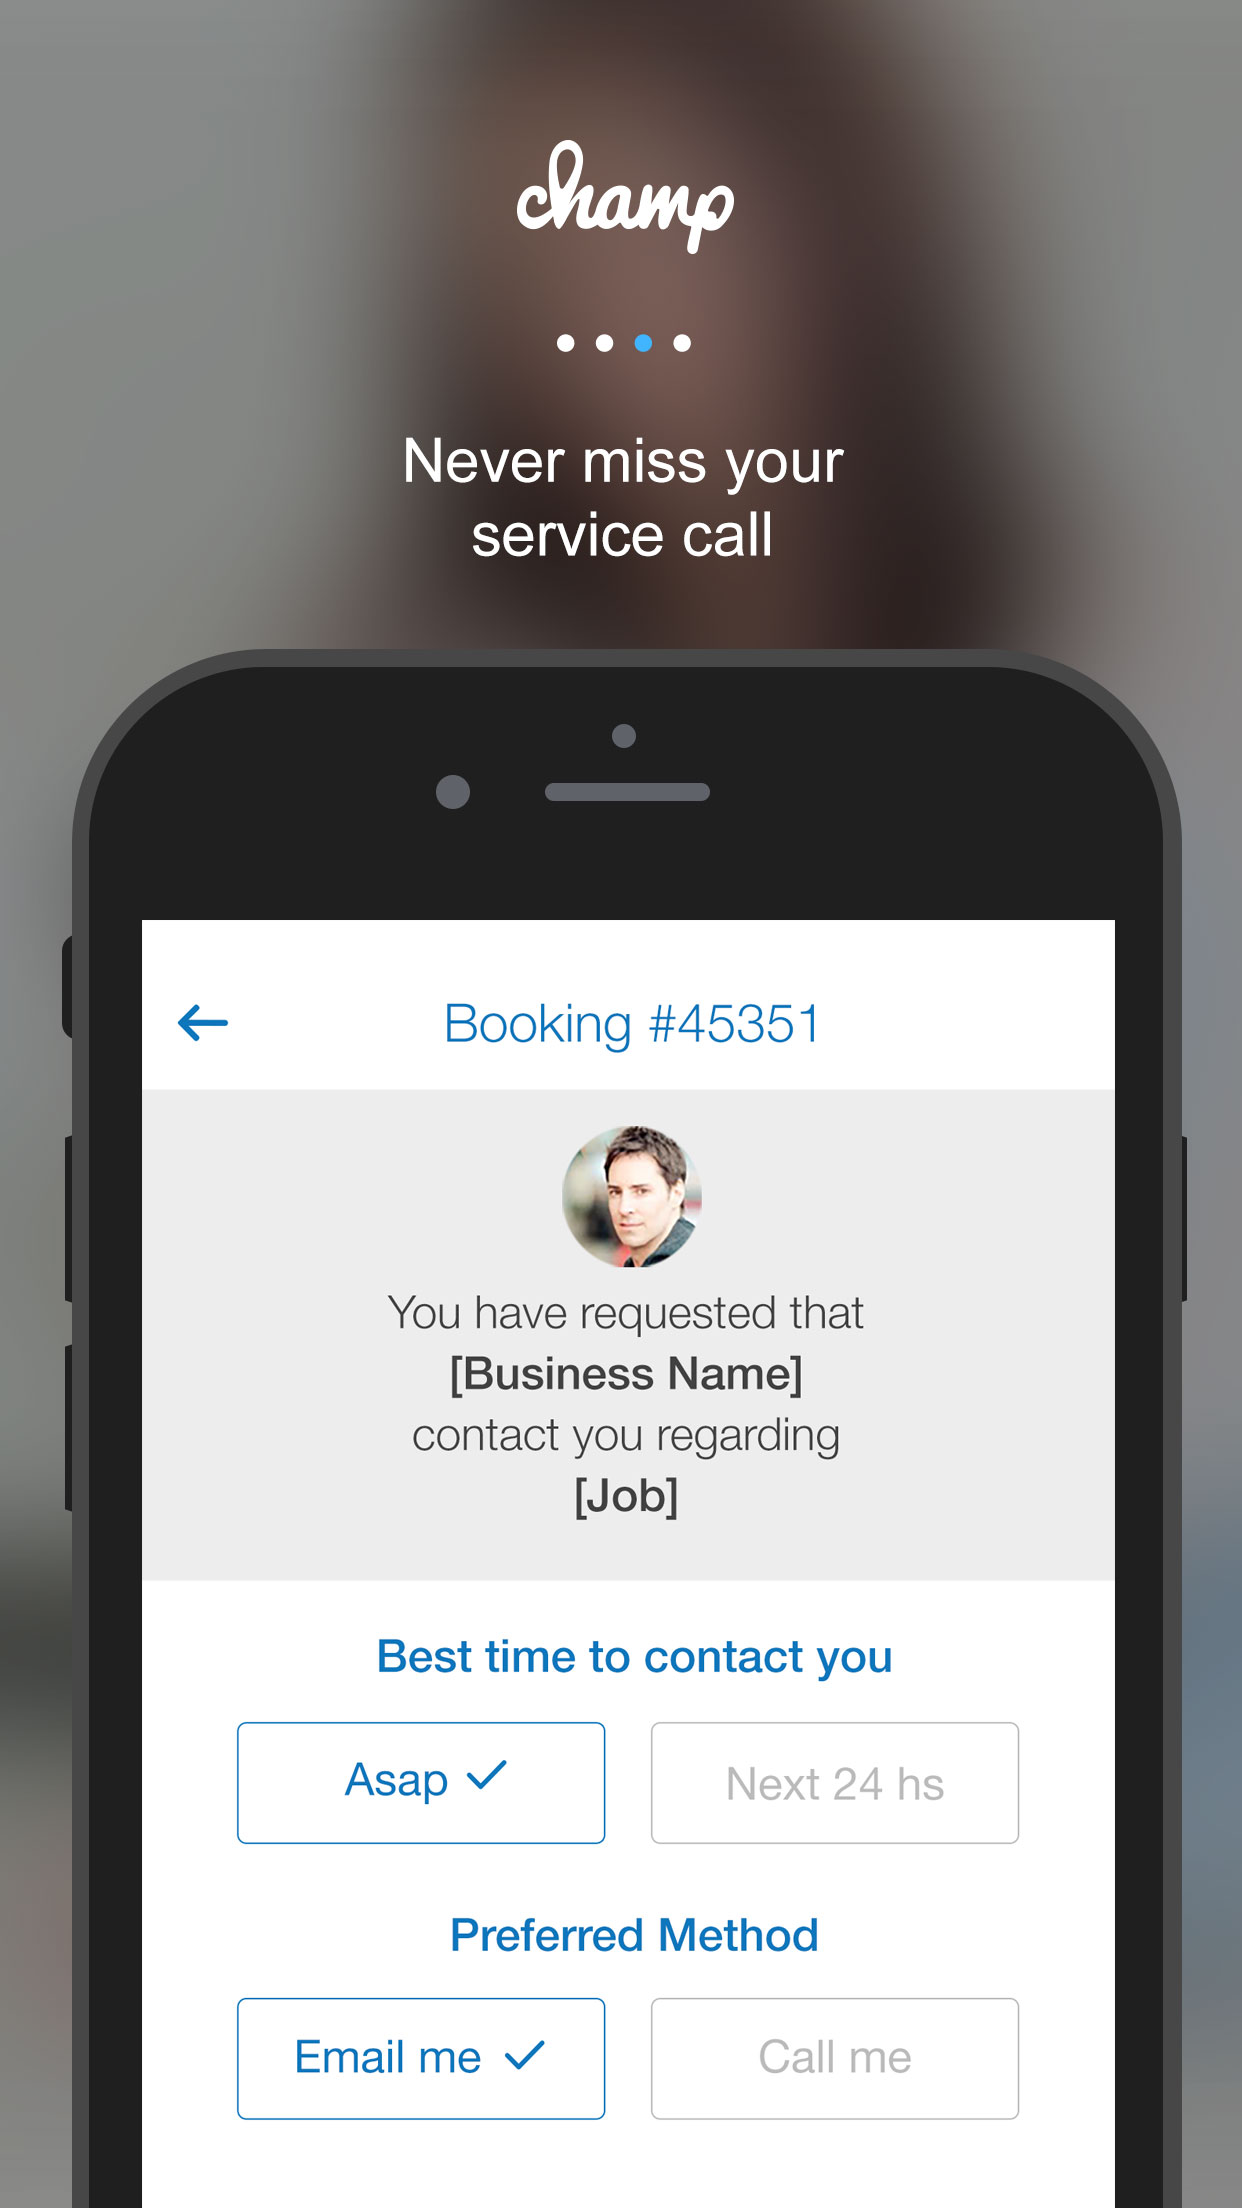 champ
Never miss your
service call
Booking #45351
You have requested that
[Business Name]
contact you regarding
[Job]
Best time to contact you
Asap
Next 24 hs
Preferred Method
Email me
Call me